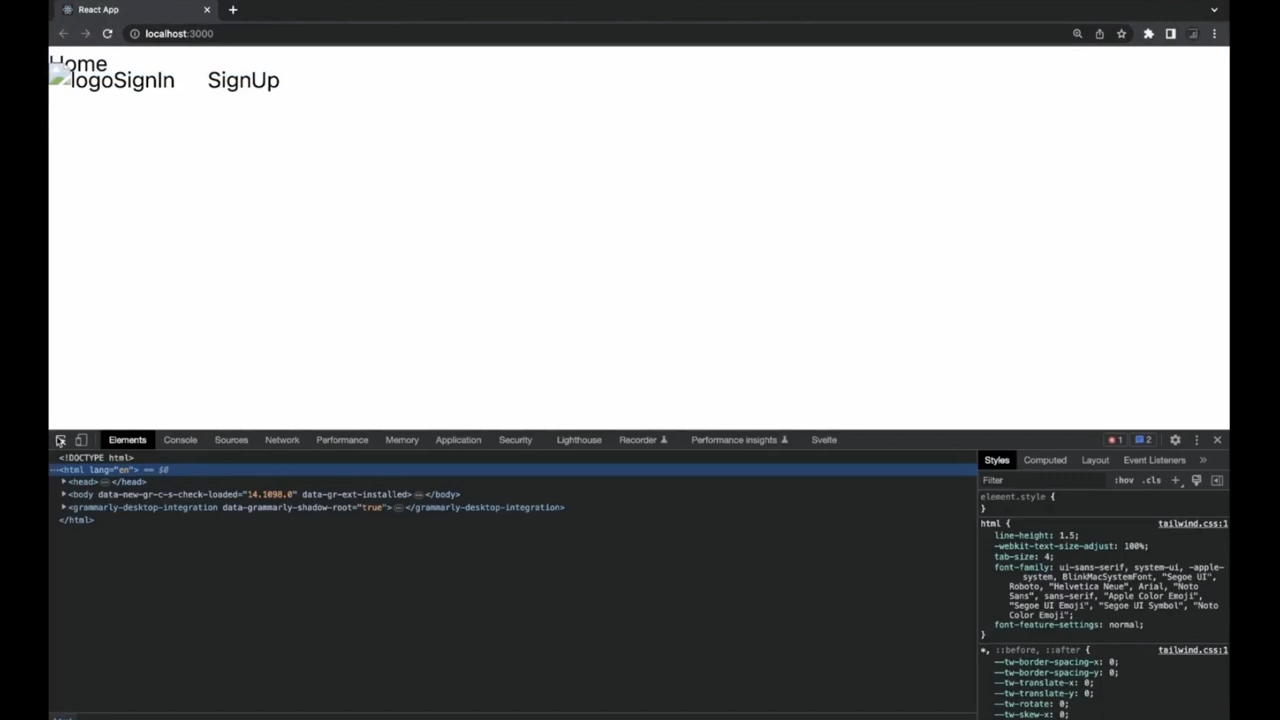 React App
localhost:3000
Home
logoSignIn SignUp
Elements Console Sources Network Performance Memory Application Security Lighthouse Recorder Performance insights Svelte 1 2
<!DOCTYPE html>
<html lang="en"> == $0
<head> </head>
<body data-new-gr-c-s-check-loaded="14.1098.0" data-gr-ext-installed> </body>
<grammarly-desktop-integration data-grammarly-shadow-root="true"> </grammarly-desktop-integration>
</html>
Styles Computed Layout Event Listeners »
Filter :hov .cls +
element.style {
}
html { tailwind.css:1
line-height: 1.5;
-webkit-text-size-adjust: 100%;
tab-size: 4;
font-family: ui-sans-serif, system-ui, -apple-
system, BlinkMacSystemFont, "Segoe UI",
Roboto, "Helvetica Neue", Arial, "Noto
Sans", sans-serif, "Apple Color Emoji",
"Segoe UI Emoji", "Segoe UI Symbol", "Noto
Color Emoji";
font-feature-settings: normal;
}
*, ::before, ::after { tailwind.css:1
--tw-border-spacing-x: 0;
--tw-border-spacing-y: 0;
--tw-translate-x: 0;
--tw-translate-y: 0;
--tw-rotate: 0;
--tw-skew-x: 0;